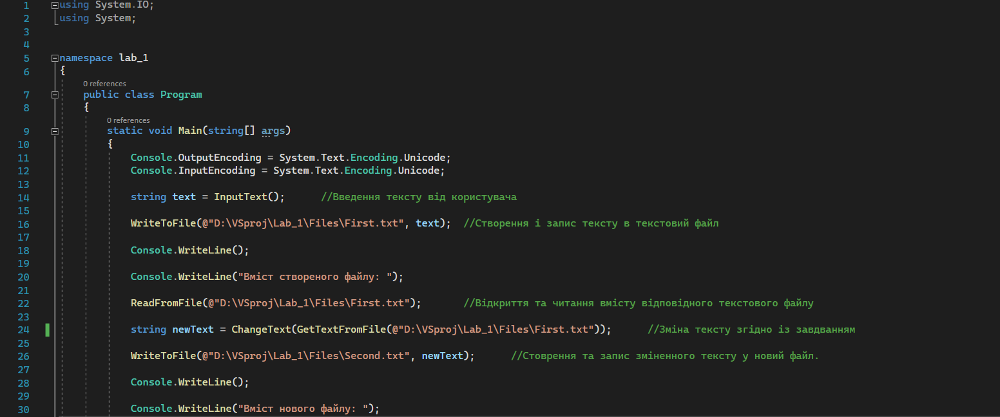 1 using System.IO;
2 using System;
3
4
5 namespace lab_1
6 {
0 references
7 public class Program
8 {
0 references
9 static void Main(string[] args)
10 {
11 Console.OutputEncoding = System.Text.Encoding.Unicode;
12 Console.InputEncoding = System.Text.Encoding.Unicode;
13
14 string text = InputText(); //Введення тексту від користувача
15
16 WriteToFile(@"D:\VSproj\Lab_1\Files\First.txt", text); //Створення і запис тексту в текстовий файл
17
18 Console.WriteLine();
19
20 Console.WriteLine("Вміст створеного файлу: ");
21
22 ReadFromFile(@"D:\VSproj\Lab_1\Files\First.txt"); //Відкриття та читання вмісту відповідного текстового файлу
23
24 string newText = ChangeText(GetTextFromFile(@"D:\VSproj\Lab_1\Files\First.txt")); //Зміна тексту згідно із завдванням
25
26 WriteToFile(@"D:\VSproj\Lab_1\Files\Second.txt", newText); //Стоврення та запис зміненного тексту у новий файл.
27
28 Console.WriteLine();
29
30 Console.WriteLine("Вміст нового файлу: ");